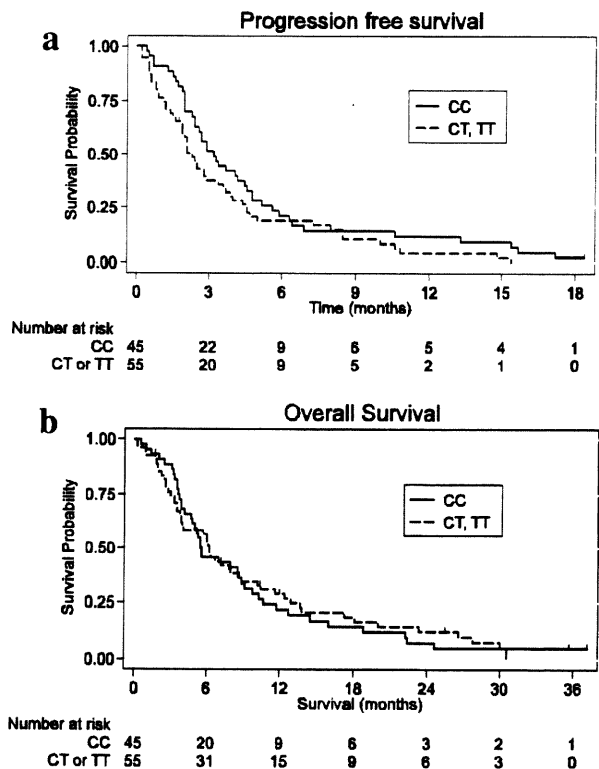 Progression free survival
a
1.00
0.75
0.50
0.25
0.00
Survival Probability
CC
CT, TT
0 3 6 9 12 15 18
Time (months)
Number at risk
CC 45 22 9 6 5 4 1
CT or TT 55 20 9 5 2 1 0
b
Overall Survival
1.00
0.75
0.50
0.25
0.00
Survival Probability
CC
CT, TT
0 6 12 18 24 30 36
Survival (months)
Number at risk
CC 45 20 9 6 3 2 1
CT or TT 55 31 15 9 6 3 0